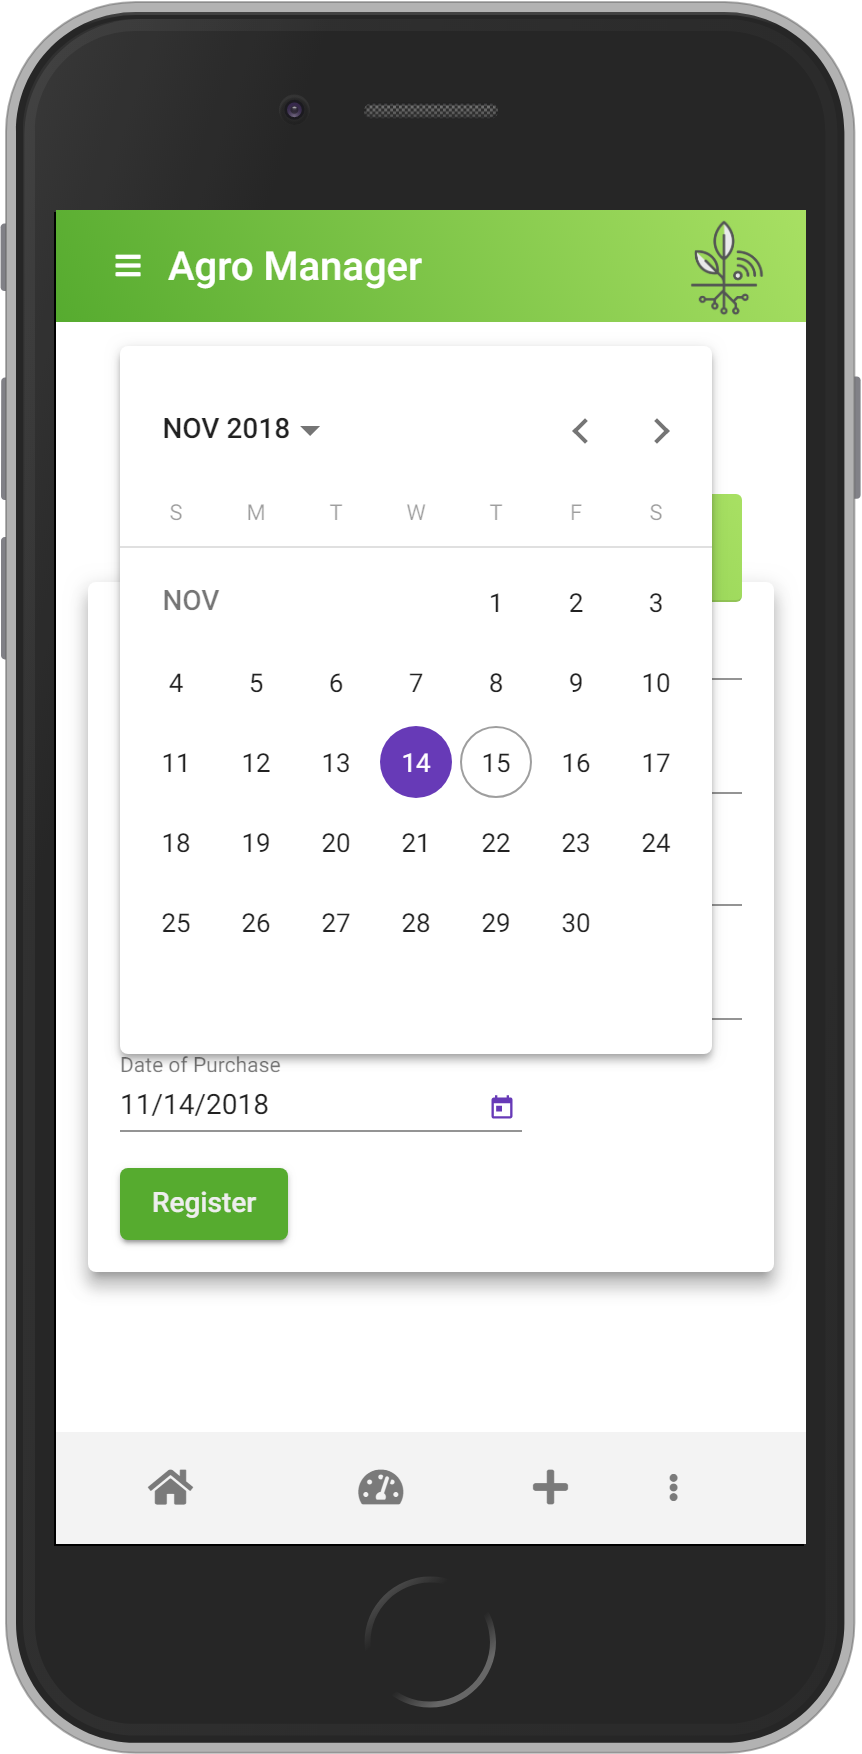 Agro Manager
NOV 2018
S M T W T F S
NOV 1 2 3
4 5 6 7 8 9 10
11 12 13 14 15 16 17
18 19 20 21 22 23 24
25 26 27 28 29 30
Date of Purchase
11/14/2018
Register